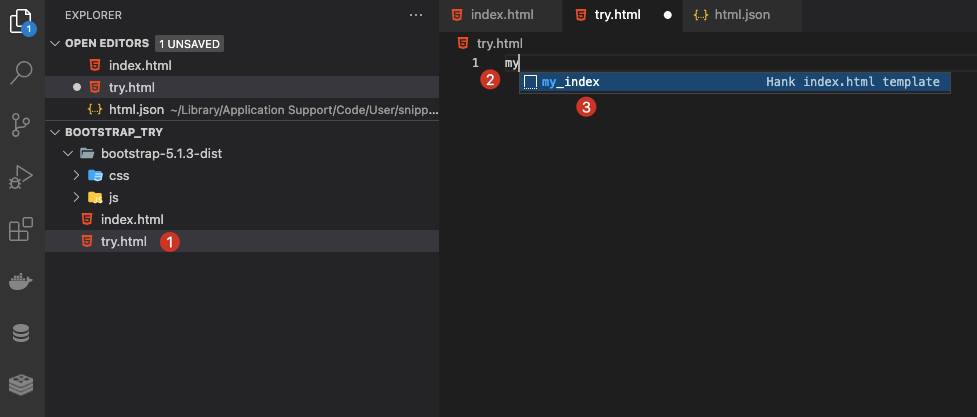 EXPLORER ...
OPEN EDITORS 1 UNSAVED
index.html
try.html
{..} html.json ~/Library/Application Support/Code/User/snipp...
BOOTSTRAP_TRY
bootstrap-5.1.3-dist
css
js
index.html
try.html 1
1
index.html try.html {..} html.json
try.html
1 my
2 my_index Hank index.html template
3